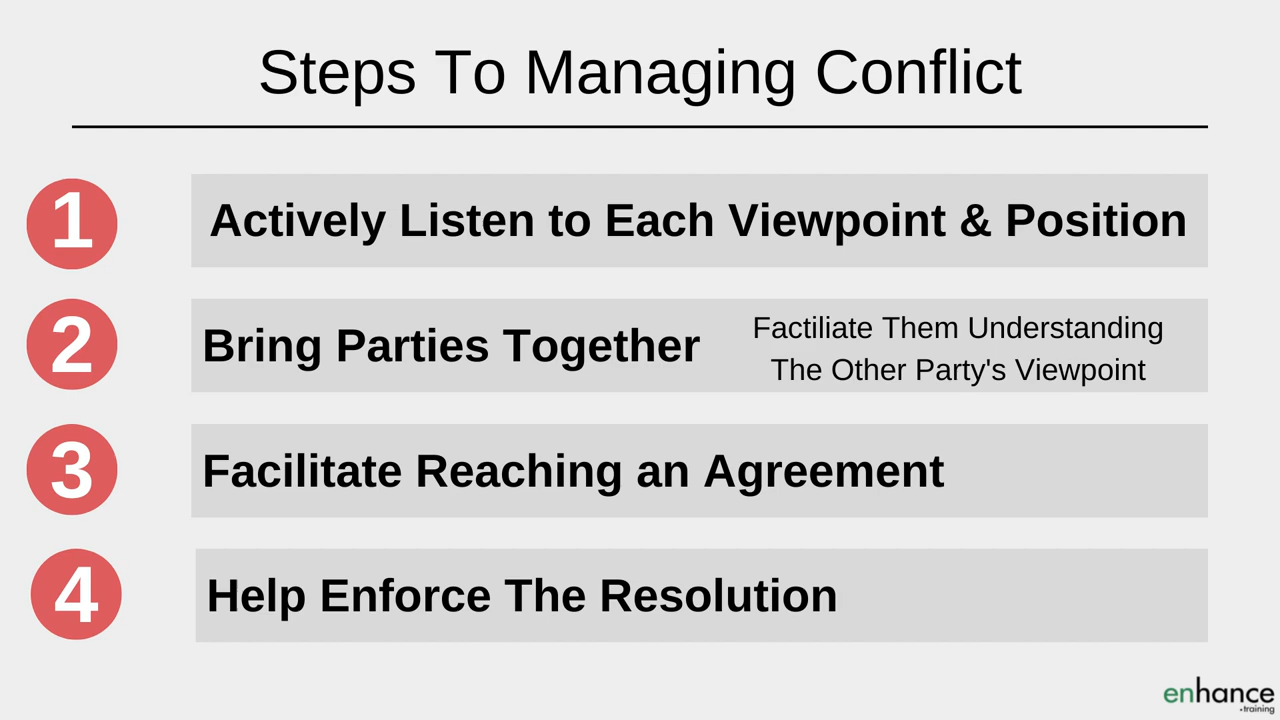 Steps To Managing Conflict
1
Actively Listen to Each Viewpoint & Position
2
Bring Parties Together
Factiliate Them Understanding
The Other Party's Viewpoint
3
Facilitate Reaching an Agreement
4
Help Enforce The Resolution
enhance
.training